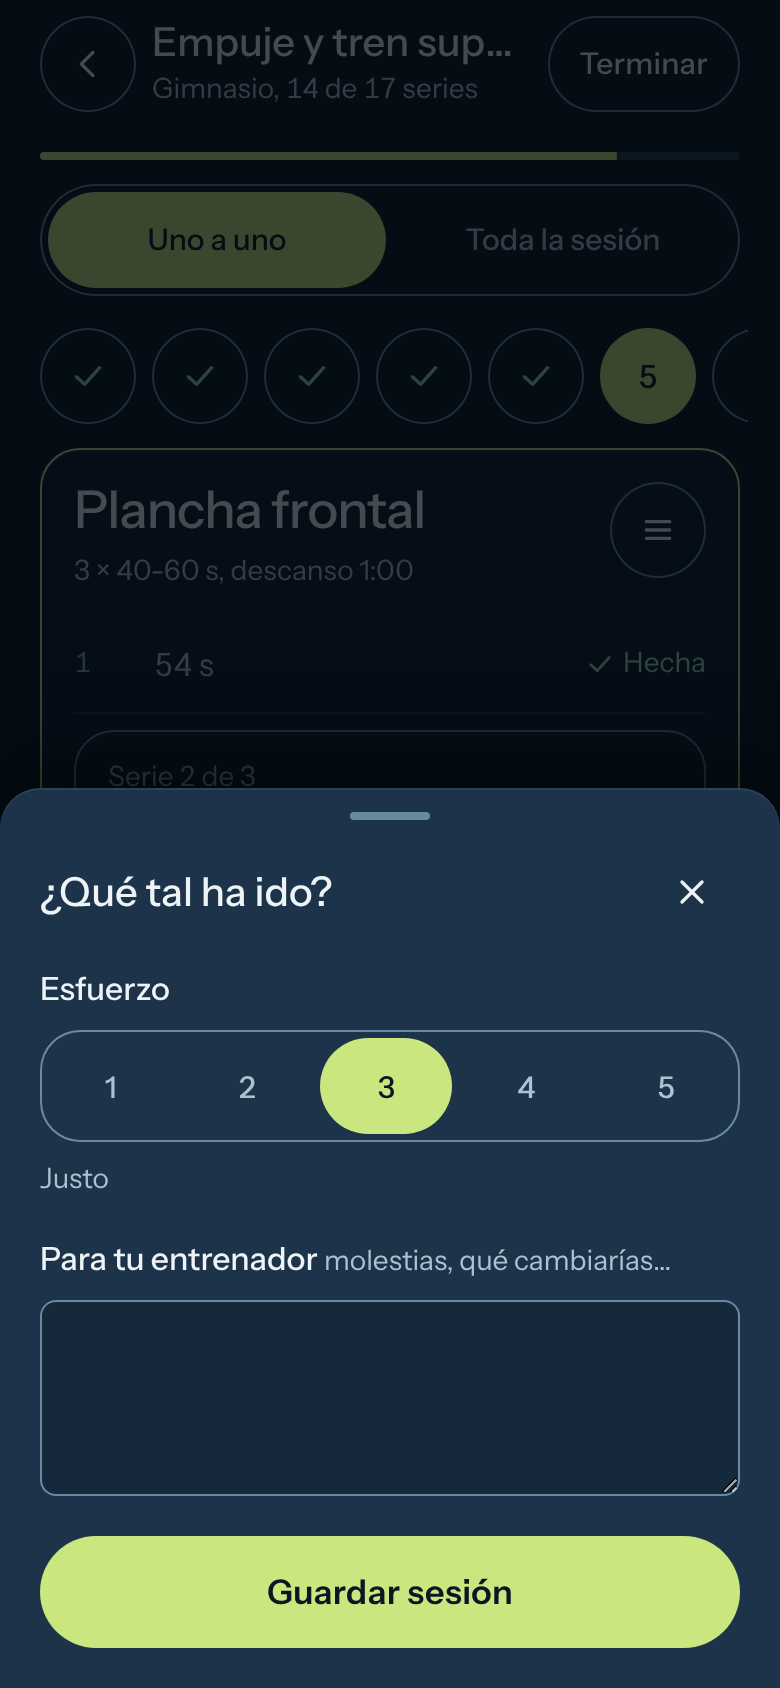 Empuje y tren sup...
Gimnasio, 14 de 17 series
Terminar
Uno a uno
Toda la sesión
5
Plancha frontal
3 × 40-60 s, descanso 1:00
1 54 s Hecha
Serie 2 de 3
¿Qué tal ha ido?
Esfuerzo
1 2 3 4 5
Justo
Para tu entrenador molestias, qué cambiarías...
Guardar sesión